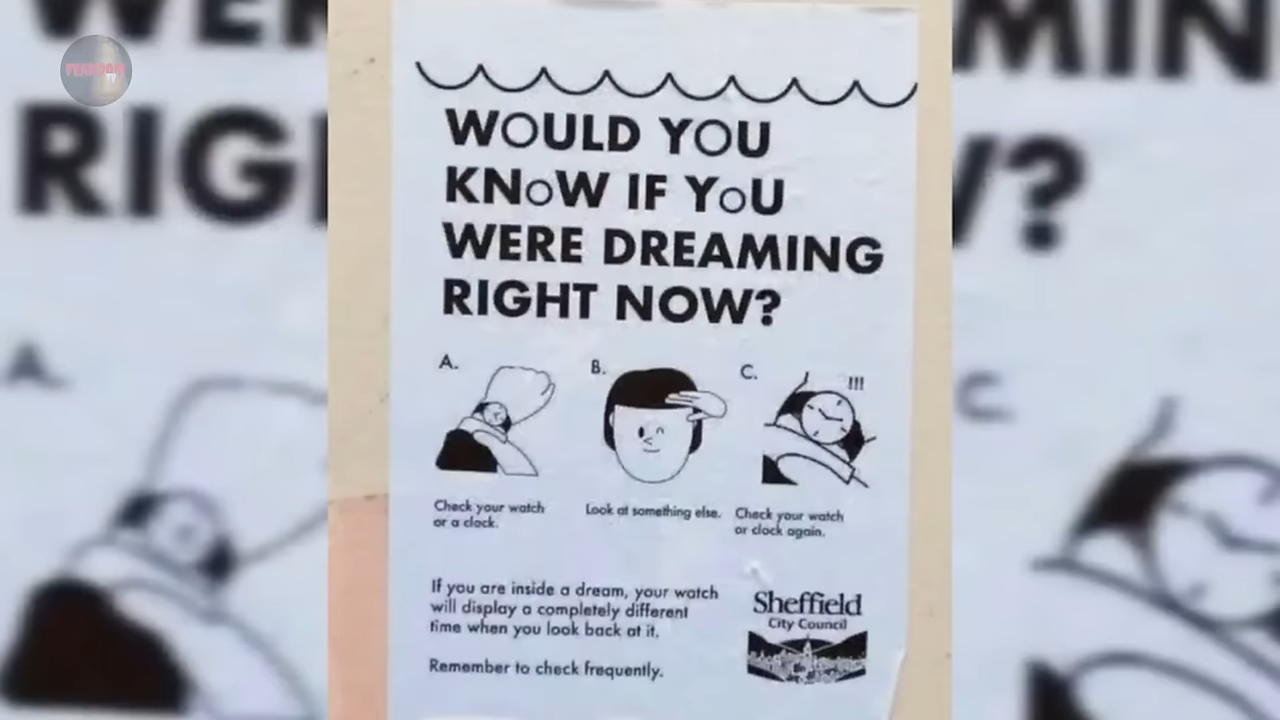 WOULD YOU
KNoW IF YoU
WERE DREAMING
RIGHT NOW?
A.
B.
C.
!!!
Check your watch
or a clock.
Look at something else.
Check your watch
or clock again.
If you are inside a dream, your watch
will display a completely different
time when you look back at it.
Remember to check frequently.
Sheffield
City Council